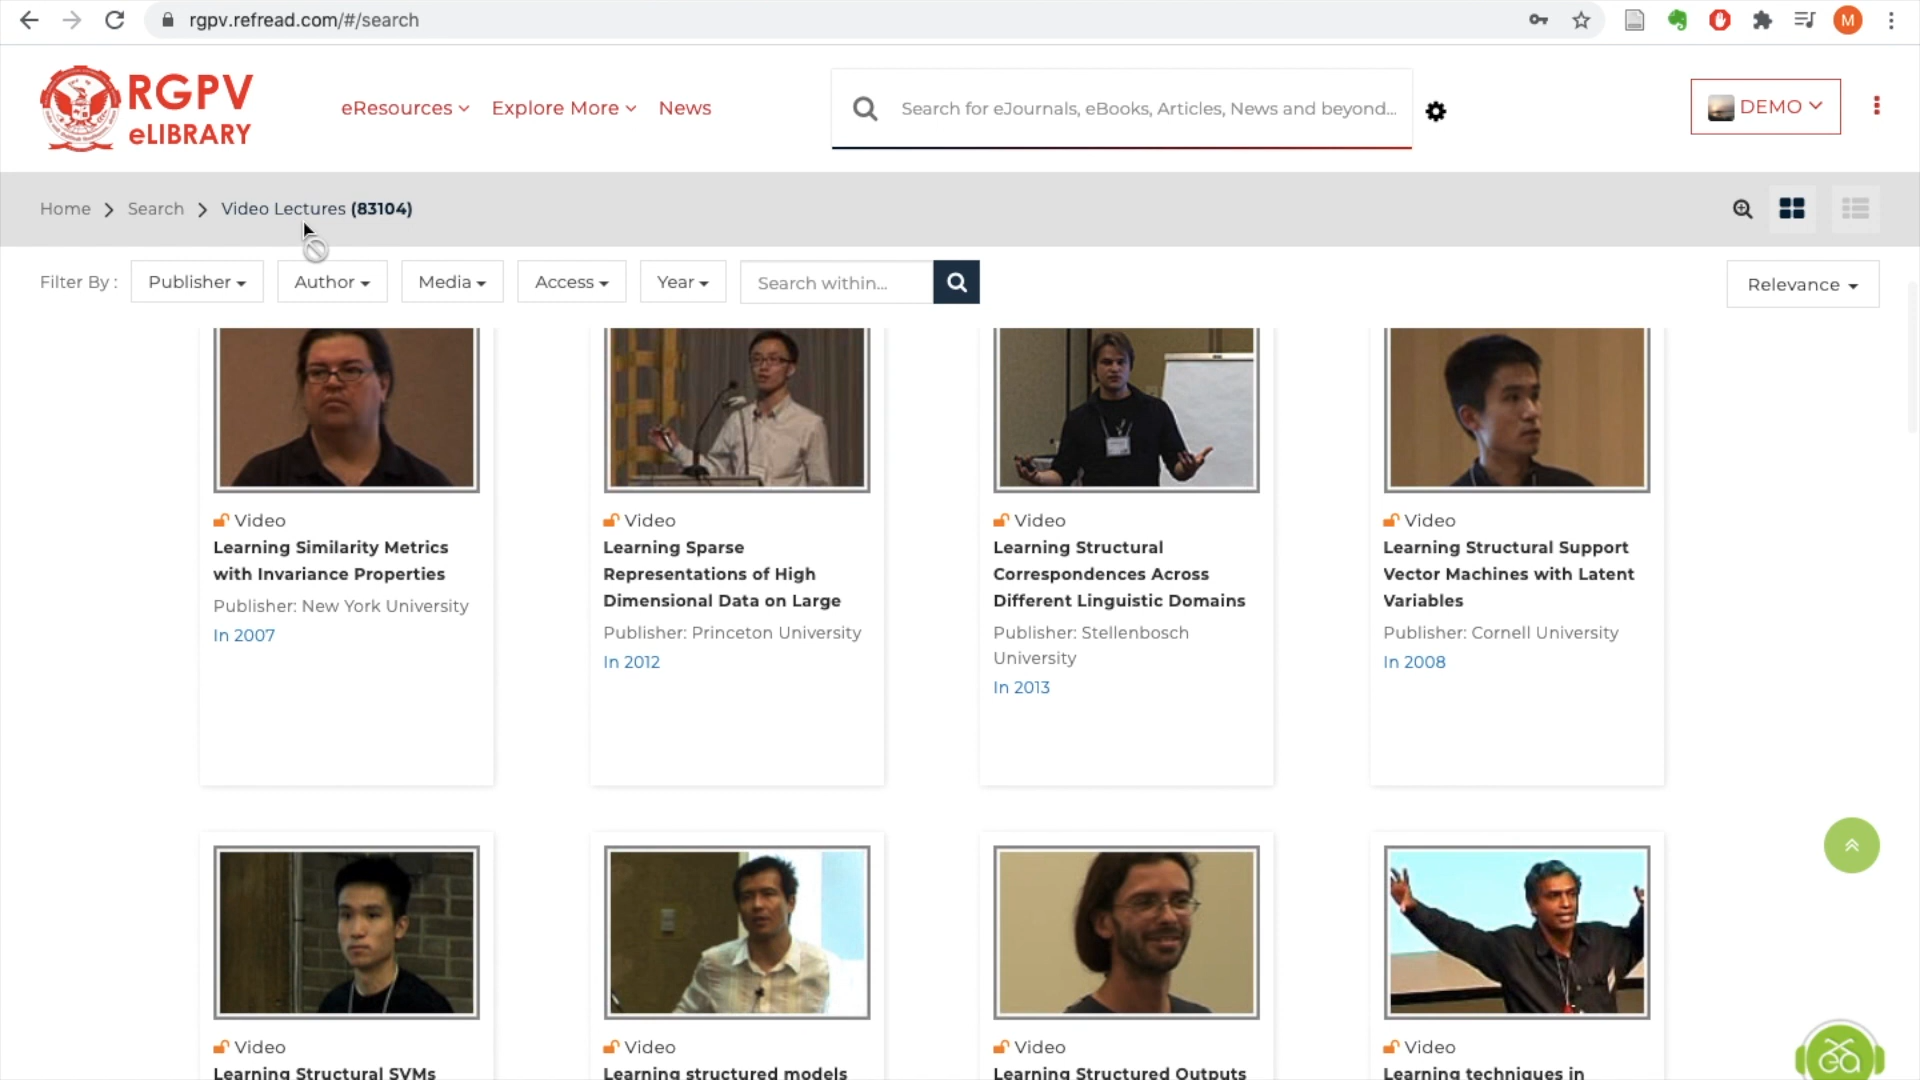 rgpv.refread.com/#/search
M
RGPV
eLIBRARY
eResources
Explore More
News
Search for eJournals, eBooks, Articles, News and beyond...
DEMO
Home
Search
Video Lectures (83104)
Filter By :
Publisher
Author
Media
Access
Year
Search within...
Relevance
Video
Learning Similarity Metrics
with Invariance Properties
Publisher: New York University
In 2007
Video
Learning Sparse
Representations of High
Dimensional Data on Large
Publisher: Princeton University
In 2012
Video
Learning Structural
Correspondences Across
Different Linguistic Domains
Publisher: Stellenbosch
University
In 2013
Video
Learning Structural Support
Vector Machines with Latent
Variables
Publisher: Cornell University
In 2008
Video
Learning Structural SVMs
Video
Learning structured models
Video
Learning Structured Outputs
Video
Learning techniques in